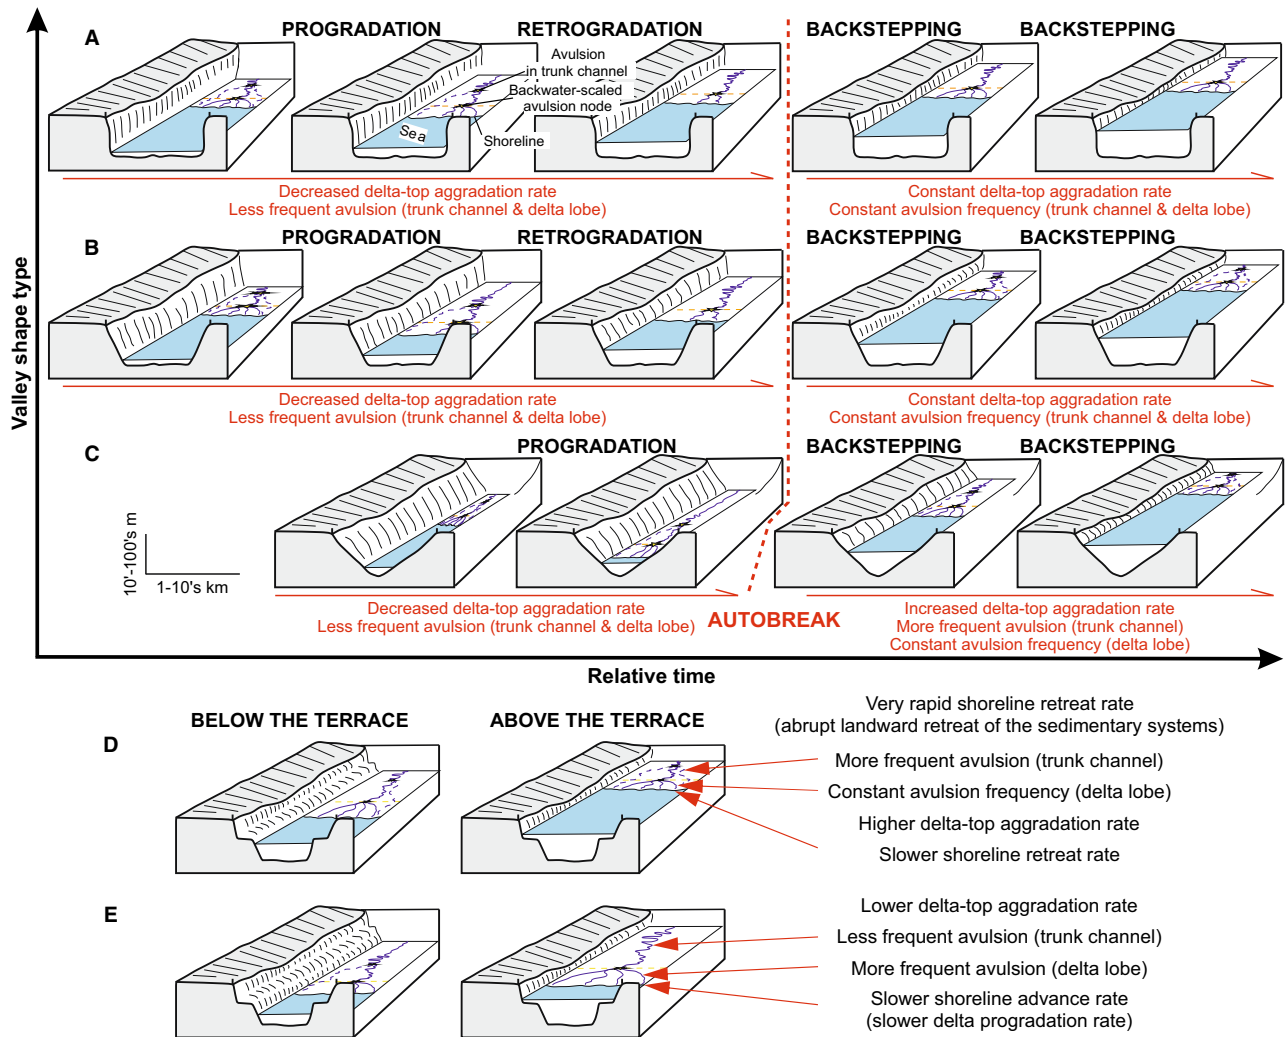 A
PROGRADATION
RETROGRADATION
BACKSTEPPING
BACKSTEPPING
Avulsion
in trunk channel
Backwater-scaled
avulsion node
Sea
Shoreline
Decreased delta-top aggradation rate
Less frequent avulsion (trunk channel & delta lobe)
Constant delta-top aggradation rate
Constant avulsion frequency (trunk channel & delta lobe)
B
PROGRADATION
RETROGRADATION
BACKSTEPPING
BACKSTEPPING
Decreased delta-top aggradation rate
Less frequent avulsion (trunk channel & delta lobe)
Constant delta-top aggradation rate
Constant avulsion frequency (trunk channel & delta lobe)
Valley shape type
C
PROGRADATION
BACKSTEPPING
BACKSTEPPING
10'-100's m
1-10's km
Decreased delta-top aggradation rate
Less frequent avulsion (trunk channel & delta lobe)
AUTOBREAK
Increased delta-top aggradation rate
More frequent avulsion (trunk channel)
Constant avulsion frequency (delta lobe)
Relative time
D
BELOW THE TERRACE
ABOVE THE TERRACE
Very rapid shoreline retreat rate
(abrupt landward retreat of the sedimentary systems)
More frequent avulsion (trunk channel)
Constant avulsion frequency (delta lobe)
Higher delta-top aggradation rate
Slower shoreline retreat rate
E
Lower delta-top aggradation rate
Less frequent avulsion (trunk channel)
More frequent avulsion (delta lobe)
Slower shoreline advance rate
(slower delta progradation rate)